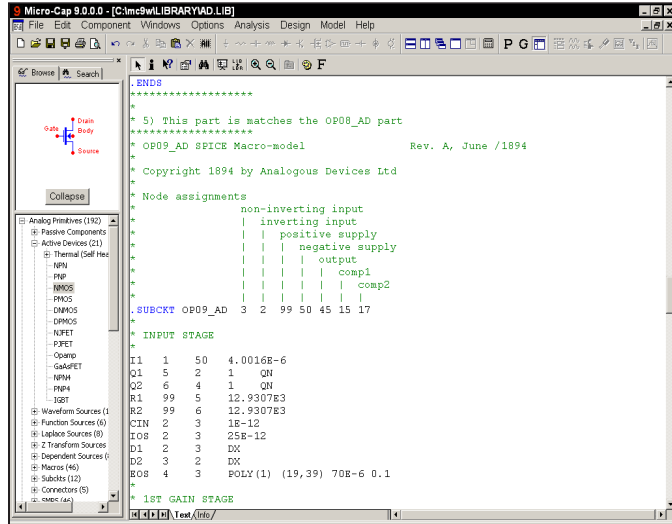 9 Micro-Cap 9.0.0.0 - [C:\mc9w\LIBRARY\AD.LIB]
File Edit Component Windows Options Analysis Design Model Help
P G
Browse Search
F
Drain
Gate
Body
Source
Collapse
Analog Primitives (192)
Passive Components
Active Devices (21)
Thermal (Self Hea
NPN
PNP
NMOS
PMOS
DNMOS
DPMOS
NJFET
PJFET
Opamp
GaAsFET
NPN4
PNP4
IGBT
Waveform Sources (1
Function Sources (6)
Laplace Sources (8)
Z Transform Sources
Dependent Sources (
Macros (46)
Subckts (12)
Connectors (5)
SMPS (46)
.ENDS
*******************
*
* 5) This part is matches the OP08_AD part
*******************
* OP09_AD SPICE Macro-model Rev. A, June /1894
*
* Copyright 1894 by Analogous Devices Ltd
*
* Node assignments
* non-inverting input
* | inverting input
* | | positive supply
* | | | negative supply
* | | | | output
* | | | | | comp1
* | | | | | | comp2
* | | | | | | |
.SUBCKT OP09_AD 3 2 99 50 45 15 17
*
* INPUT STAGE
*
I1 1 50 4.0016E-6
Q1 5 2 1 QN
Q2 6 4 1 QN
R1 99 5 12.9307E3
R2 99 6 12.9307E3
CIN 2 3 1E-12
IOS 2 3 25E-12
D1 2 3 DX
D2 3 2 DX
EOS 4 3 POLY(1) (19,39) 70E-6 0.1
*
* 1ST GAIN STAGE
Text Info